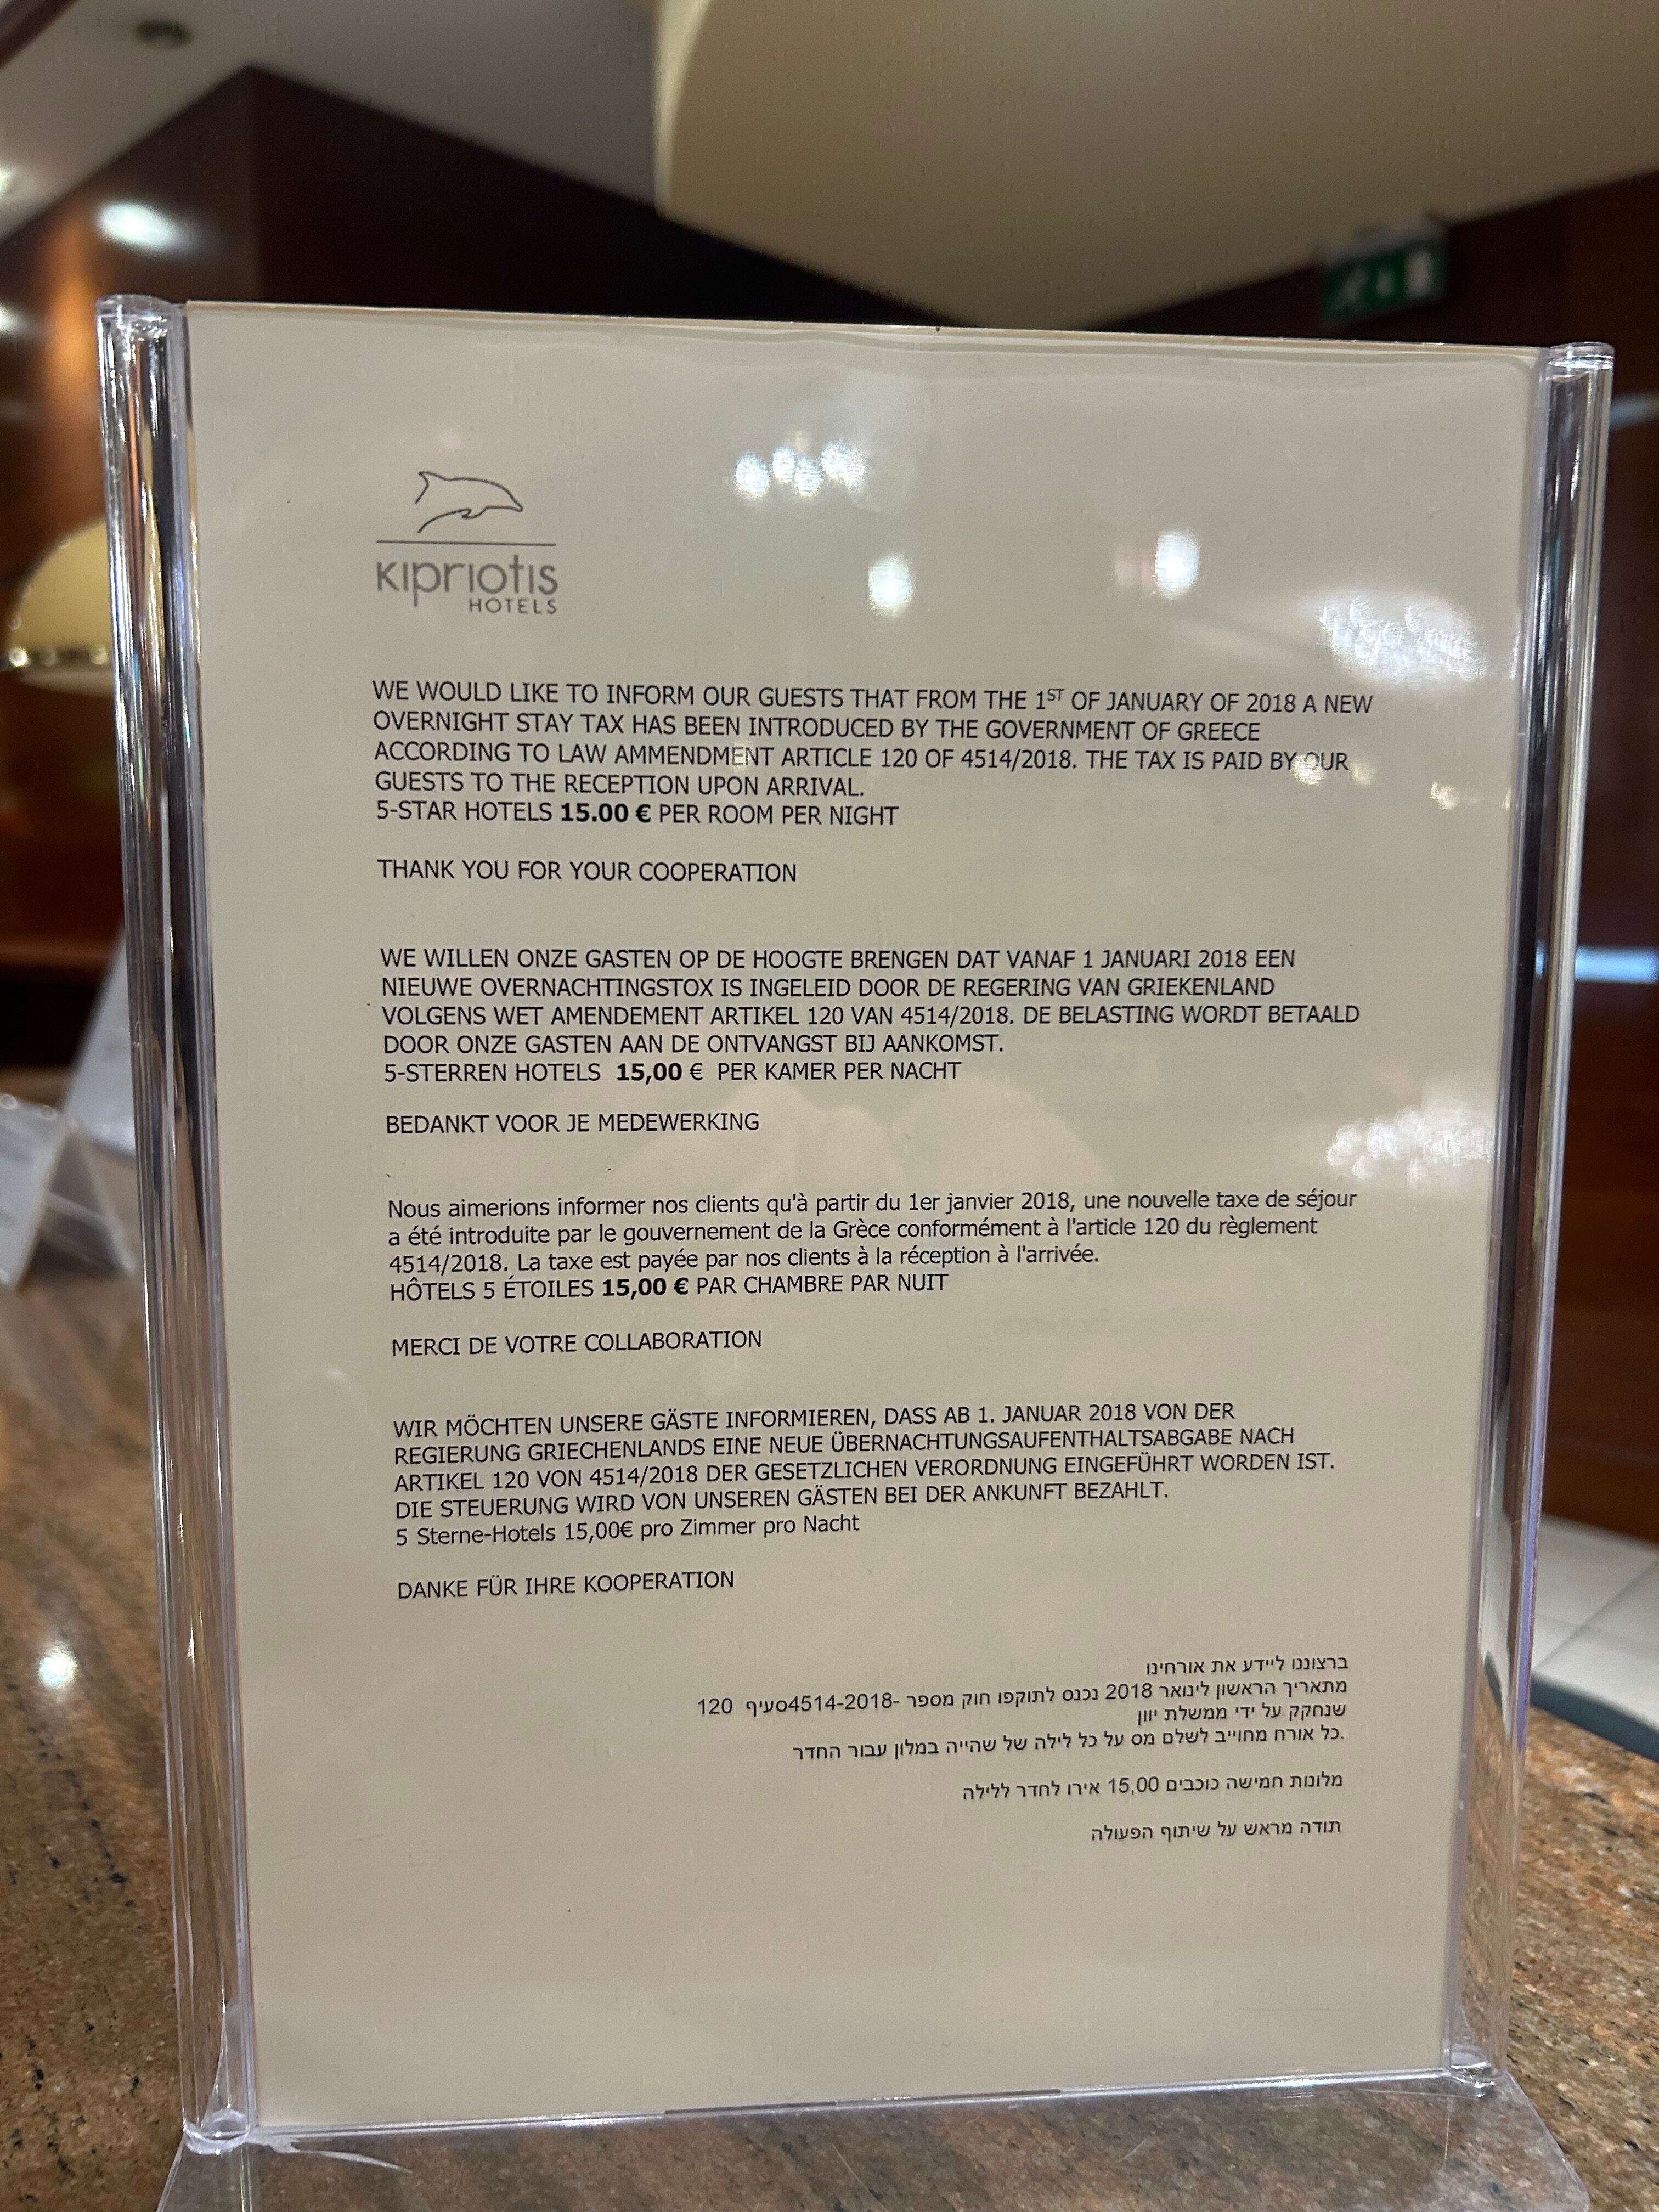 KIPRIOTIS
HOTELS
WE WOULD LIKE TO INFORM OUR GUESTS THAT FROM THE 1ST OF JANUARY OF 2018 A NEW
OVERNIGHT STAY TAX HAS BEEN INTRODUCED BY THE GOVERNMENT OF GREECE
ACCORDING TO LAW AMMENDMENT ARTICLE 120 OF 4514/2018. THE TAX IS PAID BY OUR
GUESTS TO THE RECEPTION UPON ARRIVAL.
5-STAR HOTELS 15.00 € PER ROOM PER NIGHT
THANK YOU FOR YOUR COOPERATION
WE WILLEN ONZE GASTEN OP DE HOOGTE BRENGEN DAT VANAF 1 JANUARI 2018 EEN
NIEUWE OVERNACHTINGSTOX IS INGELEID DOOR DE REGERING VAN GRIEKENLAND
VOLGENS WET AMENDEMENT ARTIKEL 120 VAN 4514/2018. DE BELASTING WORDT BETAALD
DOOR ONZE GASTEN AAN DE ONTVANGST BIJ AANKOMST.
5-STERREN HOTELS 15,00 € PER KAMER PER NACHT
BEDANKT VOOR JE MEDEWERKING
Nous aimerions informer nos clients qu'à partir du 1er janvier 2018, une nouvelle taxe de séjour
a été introduite par le gouvernement de la Grèce conformément à l'article 120 du règlement
4514/2018. La taxe est payée par nos clients à la réception à l'arrivée.
HÔTELS 5 ÉTOILES 15,00 € PAR CHAMBRE PAR NUIT
MERCI DE VOTRE COLLABORATION
WIR MÖCHTEN UNSERE GÄSTE INFORMIEREN, DASS AB 1. JANUAR 2018 VON DER
REGIERUNG GRIECHENLANDS EINE NEUE ÜBERNACHTUNGSAUFENTHALTSABGABE NACH
ARTIKEL 120 VON 4514/2018 DER GESETZLICHEN VERORDNUNG EINGEFÜHRT WORDEN IST.
DIE STEUERUNG WIRD VON UNSEREN GÄSTEN BEI DER ANKUNFT BEZAHLT.
5 Sterne-Hotels 15,00€ pro Zimmer pro Nacht
DANKE FÜR IHRE KOOPERATION
ברצוננו ליידע את אורחינו
מתאריך הראשון לינואר 2018 נכנס לתוקפו חוק מספר -4514-2018סעיף 120
שנחקק על ידי ממשלת יוון
.כל אורח מחוייב לשלם מס על כל לילה של שהייה במלון עבור החדר
מלונות חמישה כוכבים 15,00 אירו לחדר ללילה
תודה מראש על שיתוף הפעולה